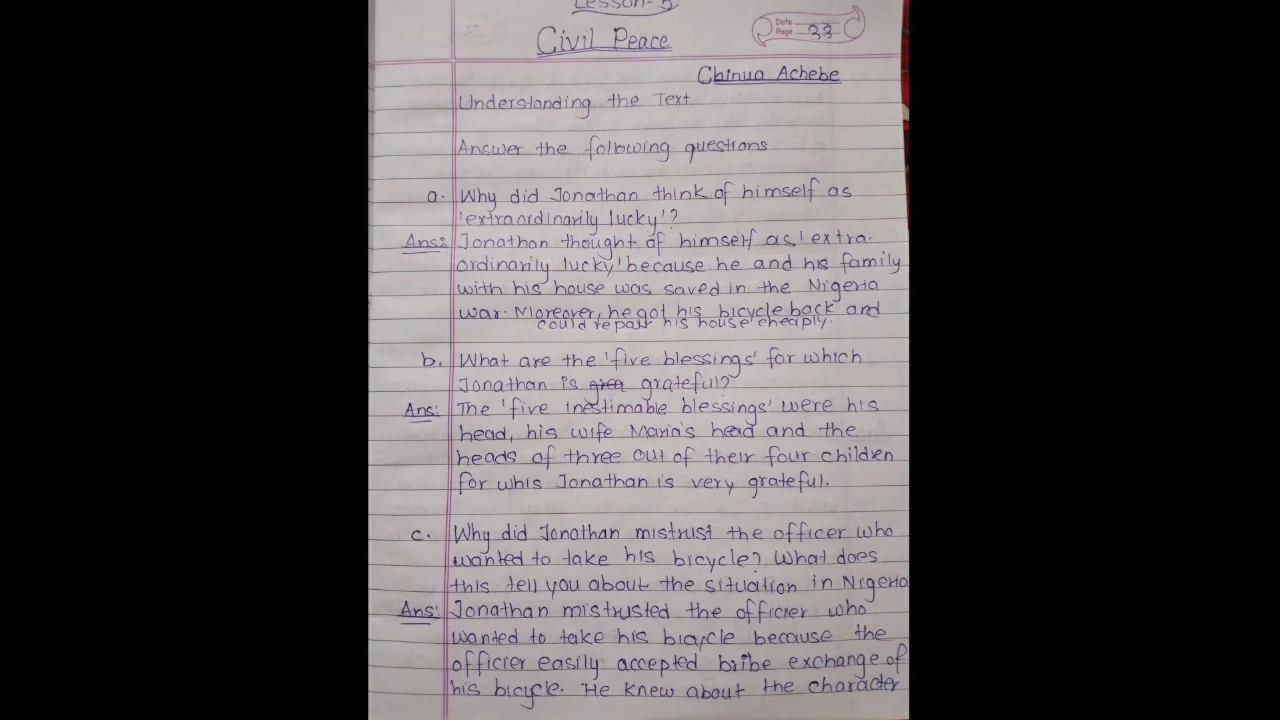 Lesson-5
Civil Peace
Date
Page 33
Chinua Achebe
Understanding the Text
Answer the following questions
a. Why did Jonathan think of himself as
'extraordinarily lucky'?
Ans: Jonathan thought of himself as 'extra-
ordinarily lucky' because he and his family
with his house was saved in the Nigeria
war. Moreover, he got his bicycle back and
could repair his house cheaply.
b. What are the 'five blessings' for which
Jonathan is grea grateful?
Ans: The 'five inestimable blessings' were his
head, his wife Maria's head and the
heads of three out of their four children
for whis Jonathan is very grateful.
c. Why did Jonathan mistrust the officer who
wanted to take his bicycle? What does
this tell you about the situation in Nigeria
Ans: Jonathan mistrusted the officier who
wanted to take his bicycle because the
officier easily accepted bribe exchange of
his bicycle. He knew about the character